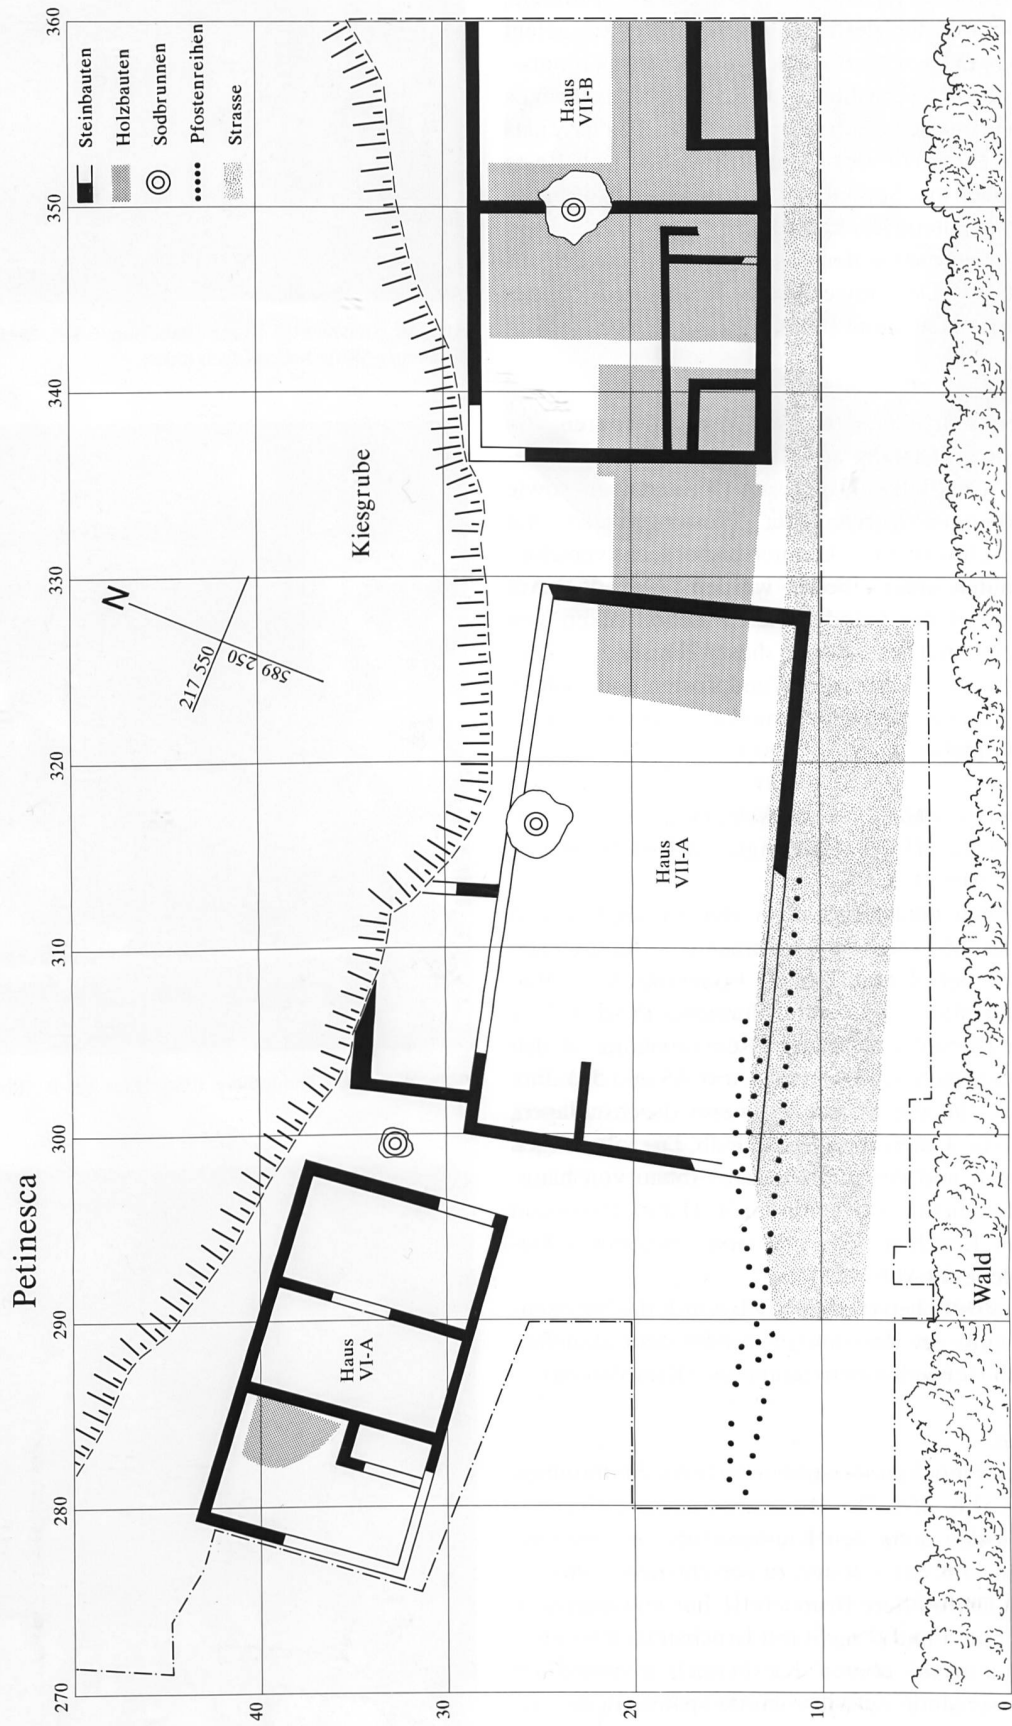 Petinesca
Steinbauten
Holzbauten
Sodbrunnen
Pfostenreihen
Strasse
270
280
290
300
310
320
330
340
350
360
40
30
20
10
0
N
217 550
589 250
Kiesgrube
Haus
VI-A
Haus
VII-A
Haus
VII-B
Wald